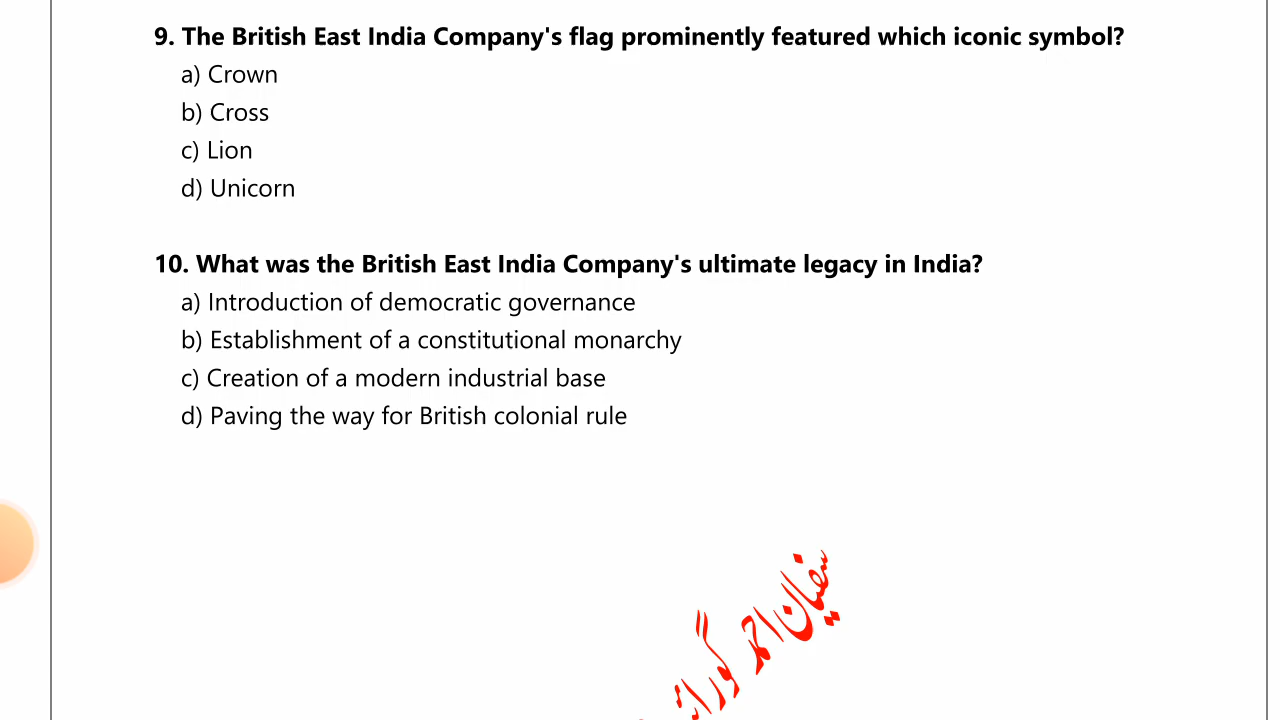 9. The British East India Company's flag prominently featured which iconic symbol?
a) Crown
b) Cross
c) Lion
d) Unicorn
10. What was the British East India Company's ultimate legacy in India?
a) Introduction of democratic governance
b) Establishment of a constitutional monarchy
c) Creation of a modern industrial base
d) Paving the way for British colonial rule
سفیان احمد